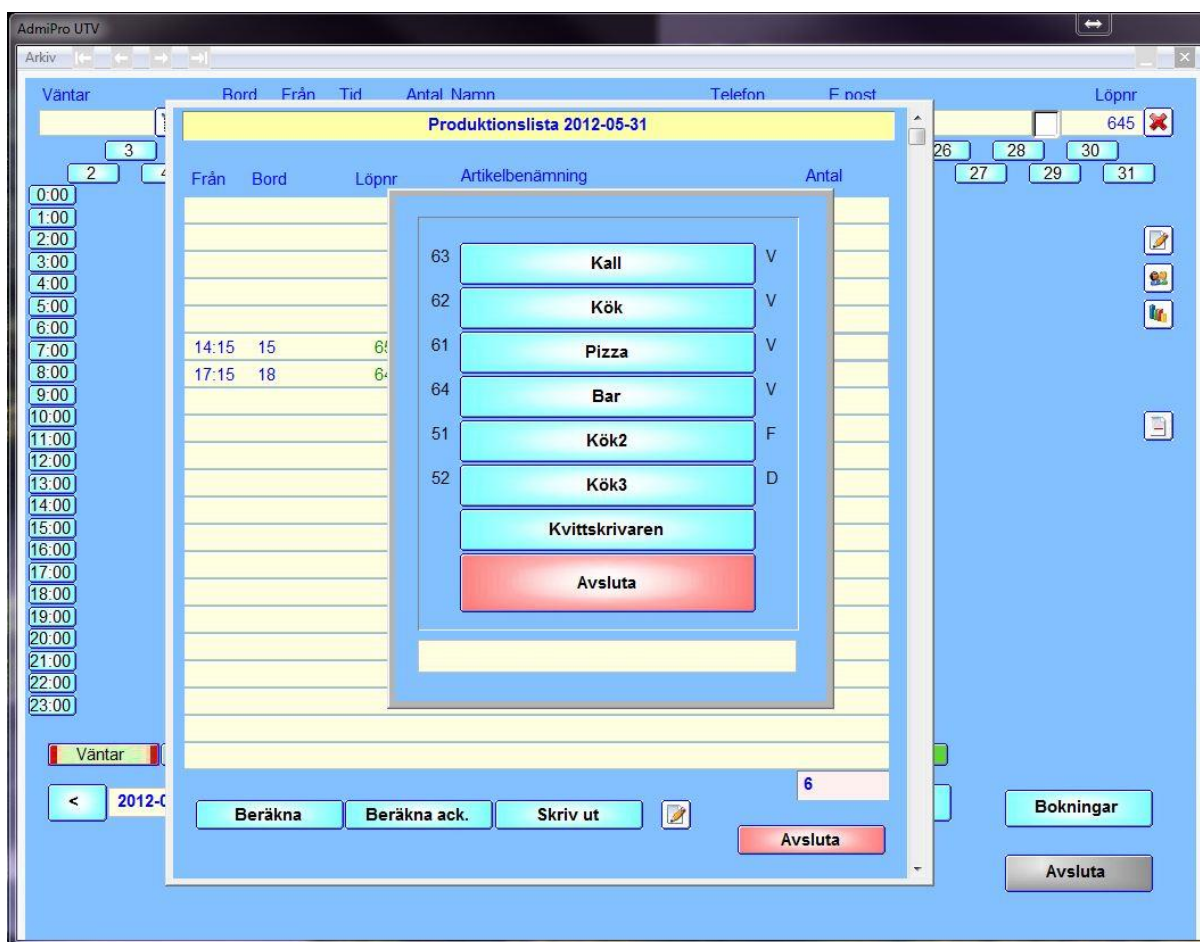 AdmiPro UTV
Arkiv
Väntar Bord Från Tid Antal Namn Telefon E post Löpnr
645
Produktionslista 2012-05-31
3 26 28 30
2 4 27 29 31
Från Bord Löpnr Artikelbenämning Antal
0:00
1:00
2:00
3:00
4:00
5:00
6:00
7:00
8:00
9:00
10:00
11:00
12:00
13:00
14:00
15:00
16:00
17:00
18:00
19:00
20:00
21:00
22:00
23:00
14:15 15
17:15 18
63 Kall V
62 Kök V
61 Pizza V
64 Bar V
51 Kök2 F
52 Kök3 D
Kvittskrivaren
Avsluta
6
Beräkna Beräkna ack. Skriv ut
Avsluta
Väntar
< 2012-0
Bokningar
Avsluta